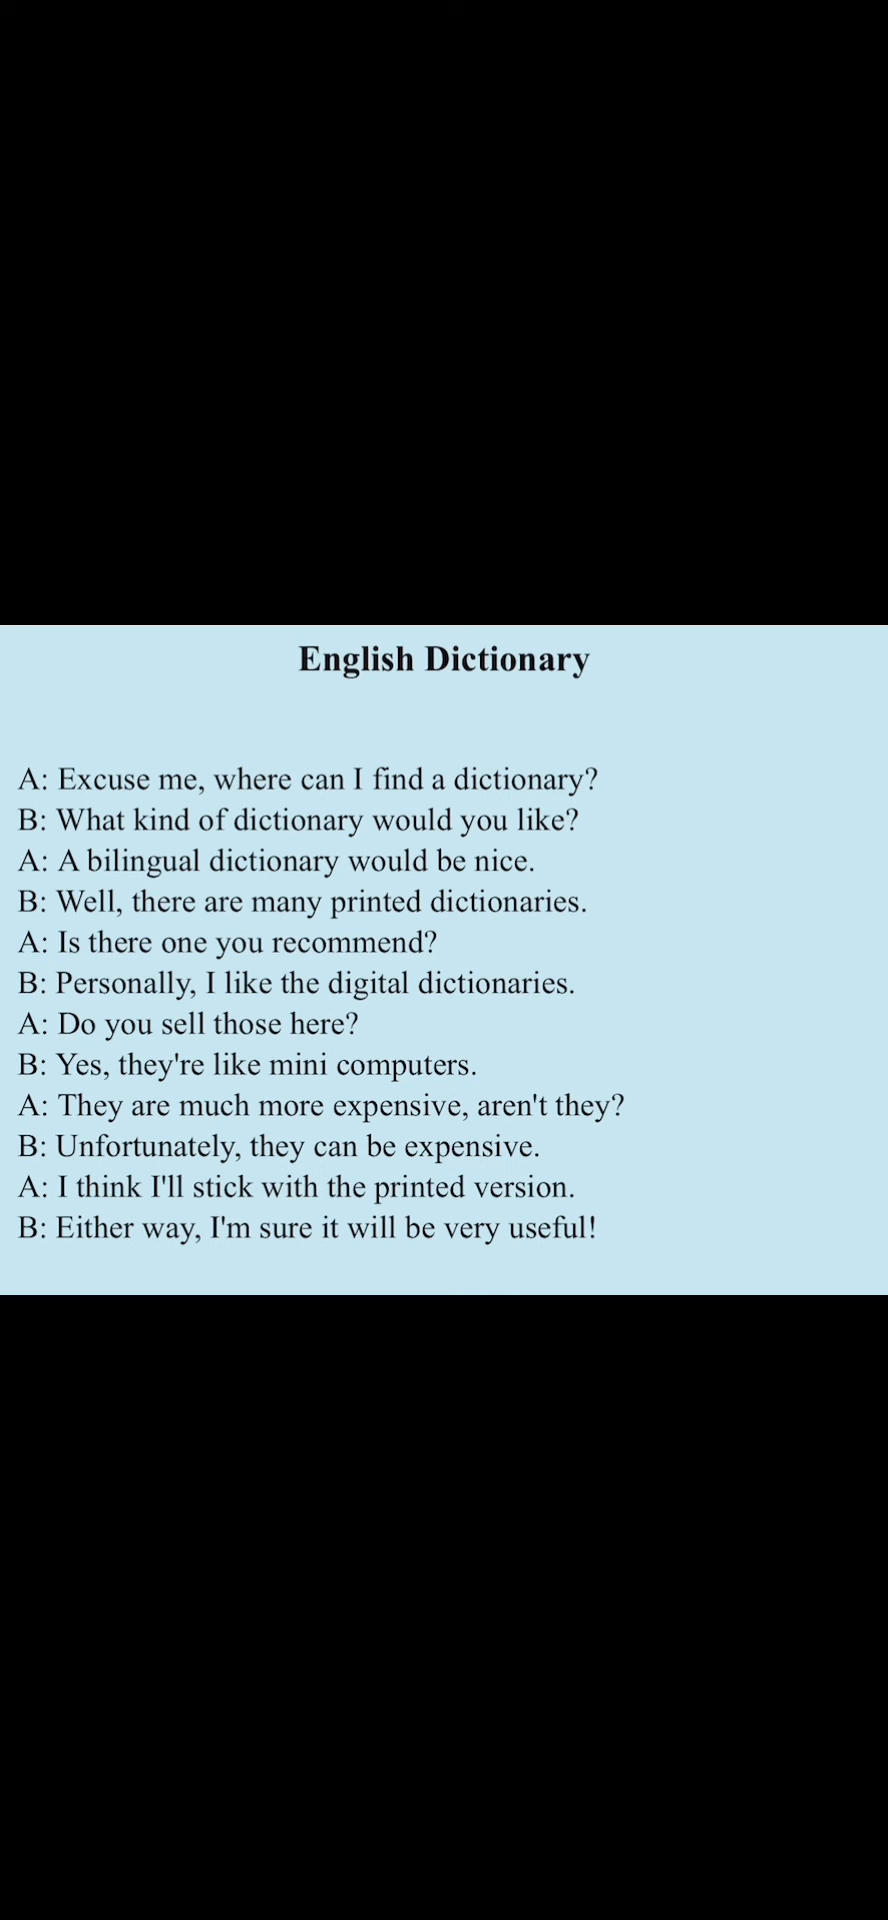 English Dictionary
A: Excuse me, where can I find a dictionary?
B: What kind of dictionary would you like?
A: A bilingual dictionary would be nice.
B: Well, there are many printed dictionaries.
A: Is there one you recommend?
B: Personally, I like the digital dictionaries.
A: Do you sell those here?
B: Yes, they're like mini computers.
A: They are much more expensive, aren't they?
B: Unfortunately, they can be expensive.
A: I think I'll stick with the printed version.
B: Either way, I'm sure it will be very useful!